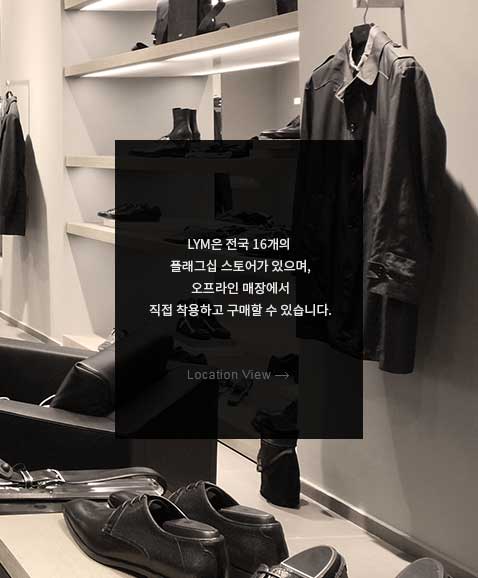 LYM은 전국 16개의
플래그십 스토어가 있으며,
오프라인 매장에서
직접 착용하고 구매할 수 있습니다.
Location View →